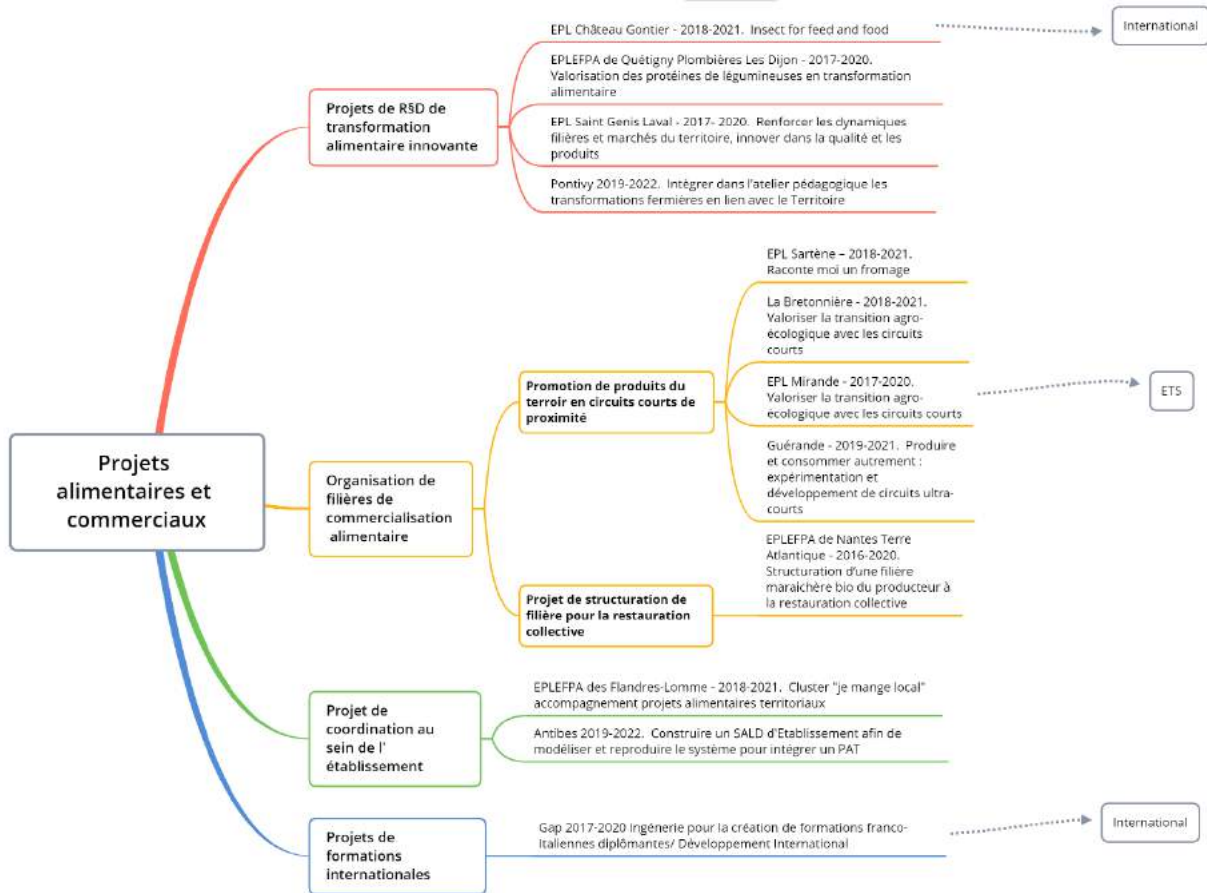 EPL Château Gontier - 2018-2021. Insect for feed and food
International
EPLEFPA de Quétigny Plombières Les Dijon - 2017-2020.
Valorisation des protéines de légumineuses en transformation
alimentaire
Projets de R§D de
transformation
alimentaire innovante
EPL Saint Genis Laval - 2017- 2020. Renforcer les dynamiques
filières et marchés du territoire, innover dans la qualité et les
produits
Pontivy 2019-2022. Intégrer dans l'atelier pédagogique les
transformations fermières en lien avec le Territoire
EPL Sartène – 2018-2021.
Raconte moi un fromage
La Bretonnière - 2018-2021.
Valoriser la transition agro-
écologique avec les circuits
courts
Promotion de produits du
terroir en circuits courts de
proximité
EPL Mirande - 2017-2020.
Valoriser la transition agro-
écologique avec les circuits courts
ETS
Guérande - 2019-2021. Produire
et consommer autrement :
expérimentation et
développement de circuits ultra-
courts
Projets
alimentaires et
commerciaux
Organisation de
filières de
commercialisation
alimentaire
EPLEFPA de Nantes Terre
Atlantique - 2016-2020.
Structuration d'une filière
maraichère bio du producteur à
la restauration collective
Projet de structuration de
filière pour la restauration
collective
EPLEFPA des Flandres-Lomme - 2018-2021. Cluster "je mange local"
accompagnement projets alimentaires territoriaux
Projet de
coordination au
sein de l'
établissement
Antibes 2019-2022. Construire un SALD d'Etablissement afin de
modéliser et reproduire le système pour intégrer un PAT
Projets de
formations
internationales
Gap 2017-2020 Ingénerie pour la création de formations franco-
Italiennes diplômantes/ Développement International
International